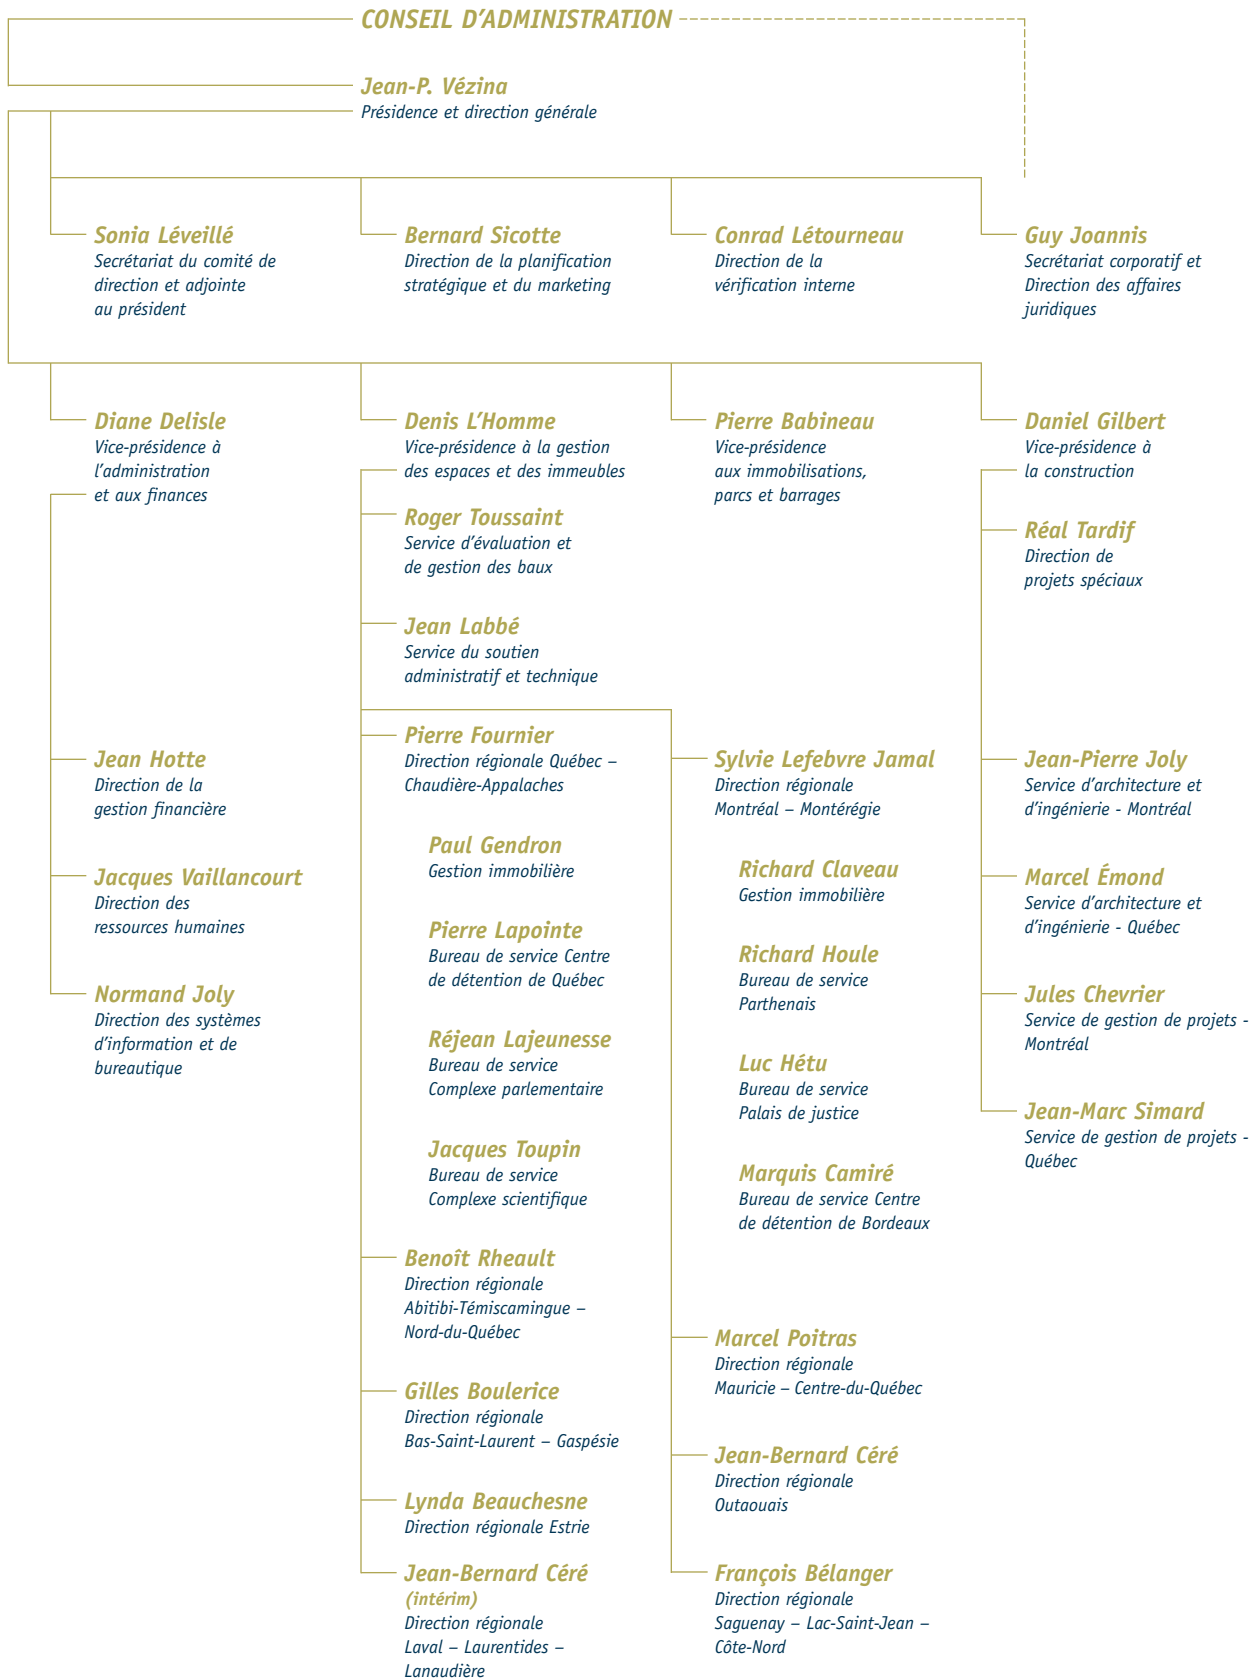 CONSEIL D'ADMINISTRATION
Jean-P. Vézina
Présidence et direction générale
Sonia Léveillé
Secrétariat du comité de
direction et adjointe
au président
Bernard Sicotte
Direction de la planification
stratégique et du marketing
Conrad Létourneau
Direction de la
vérification interne
Guy Joannis
Secrétariat corporatif et
Direction des affaires
juridiques
Diane Delisle
Vice-présidence à
l'administration
et aux finances
Jean Hotte
Direction de la
gestion financière
Jacques Vaillancourt
Direction des
ressources humaines
Normand Joly
Direction des systèmes
d'information et de
bureautique
Denis L'Homme
Vice-présidence à la gestion
des espaces et des immeubles
Roger Toussaint
Service d'évaluation et
de gestion des baux
Jean Labbé
Service du soutien
administratif et technique
Pierre Fournier
Direction régionale Québec –
Chaudière-Appalaches
Paul Gendron
Gestion immobilière
Pierre Lapointe
Bureau de service Centre
de détention de Québec
Réjean Lajeunesse
Bureau de service
Complexe parlementaire
Jacques Toupin
Bureau de service
Complexe scientifique
Benoît Rheault
Direction régionale
Abitibi-Témiscamingue –
Nord-du-Québec
Gilles Boulerice
Direction régionale
Bas-Saint-Laurent – Gaspésie
Lynda Beauchesne
Direction régionale Estrie
Jean-Bernard Céré
(intérim)
Direction régionale
Laval – Laurentides –
Lanaudière
Pierre Babineau
Vice-présidence
aux immobilisations,
parcs et barrages
Sylvie Lefebvre Jamal
Direction régionale
Montréal – Montérégie
Richard Claveau
Gestion immobilière
Richard Houle
Bureau de service
Parthenais
Luc Hétu
Bureau de service
Palais de justice
Marquis Camiré
Bureau de service Centre
de détention de Bordeaux
Marcel Poitras
Direction régionale
Mauricie – Centre-du-Québec
Jean-Bernard Céré
Direction régionale
Outaouais
François Bélanger
Direction régionale
Saguenay – Lac-Saint-Jean –
Côte-Nord
Daniel Gilbert
Vice-présidence à
la construction
Réal Tardif
Direction de
projets spéciaux
Jean-Pierre Joly
Service d'architecture et
d'ingénierie - Montréal
Marcel Émond
Service d'architecture et
d'ingénierie - Québec
Jules Chevrier
Service de gestion de projets -
Montréal
Jean-Marc Simard
Service de gestion de projets -
Québec